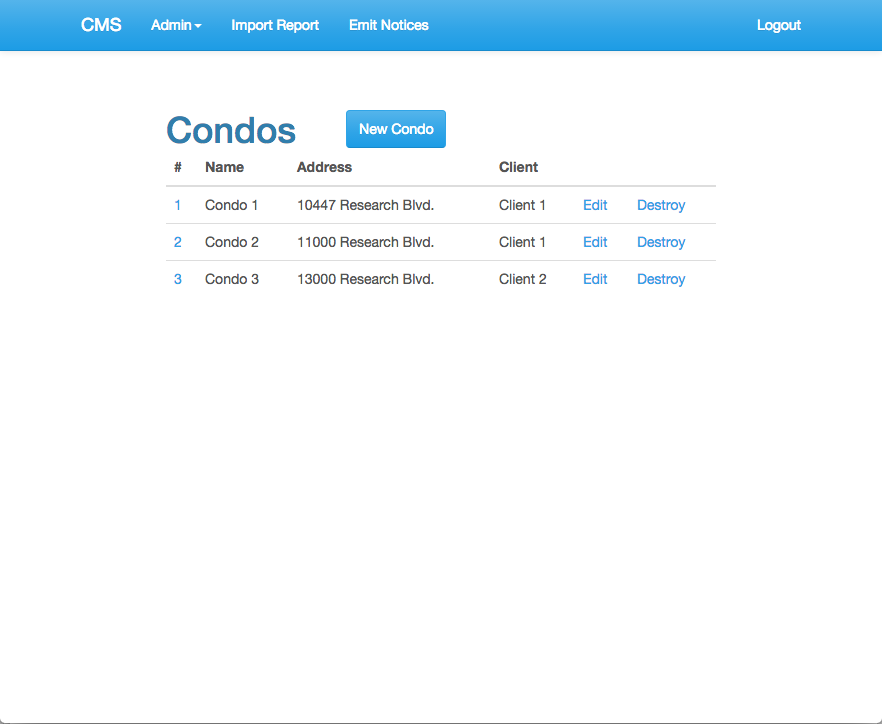 CMS Admin Import Report Emit Notices Logout
Condos New Condo
# Name Address Client
1 Condo 1 10447 Research Blvd. Client 1 Edit Destroy
2 Condo 2 11000 Research Blvd. Client 1 Edit Destroy
3 Condo 3 13000 Research Blvd. Client 2 Edit Destroy